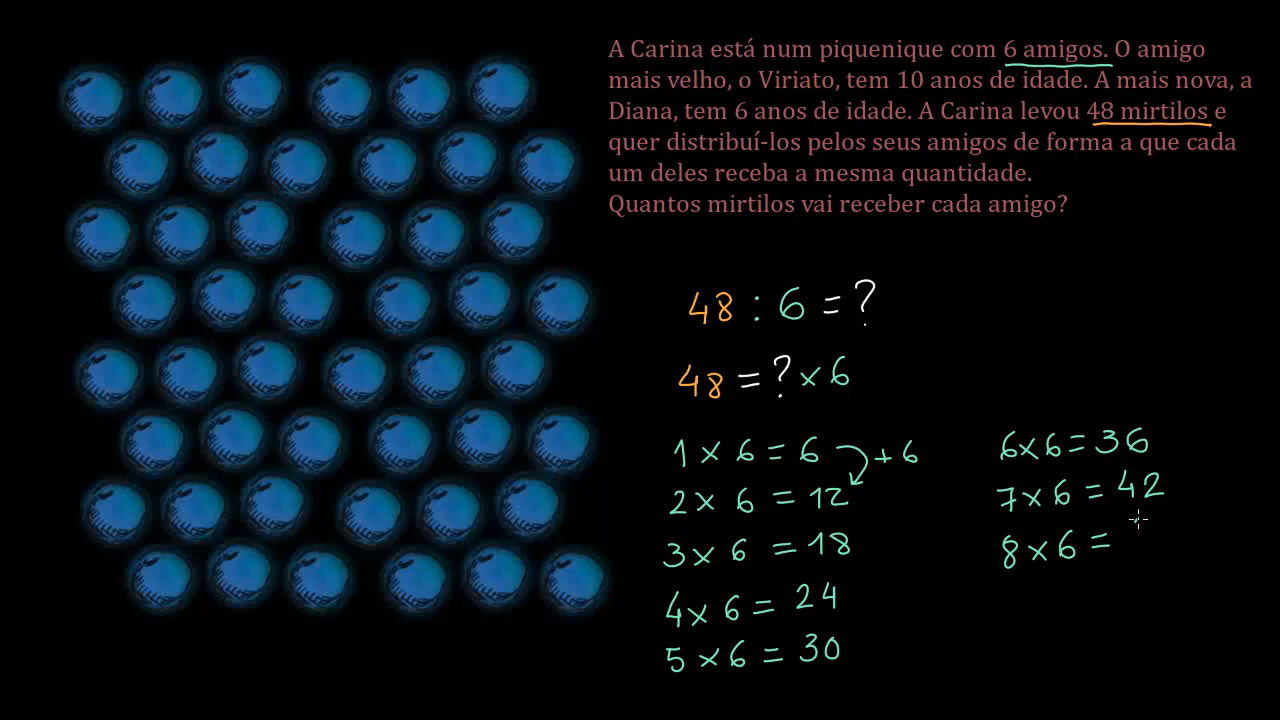 A Carina está num piquenique com 6 amigos. O amigo
mais velho, o Viriato, tem 10 anos de idade. A mais nova, a
Diana, tem 6 anos de idade. A Carina levou 48 mirtilos e
quer distribuí-los pelos seus amigos de forma a que cada
um deles receba a mesma quantidade.
Quantos mirtilos vai receber cada amigo?
48 : 6 = ?
48 = ? × 6
1 × 6 = 6 + 6
2 × 6 = 12
3 × 6 = 18
4 × 6 = 24
5 × 6 = 30
6 × 6 = 36
7 × 6 = 42
8 × 6 =